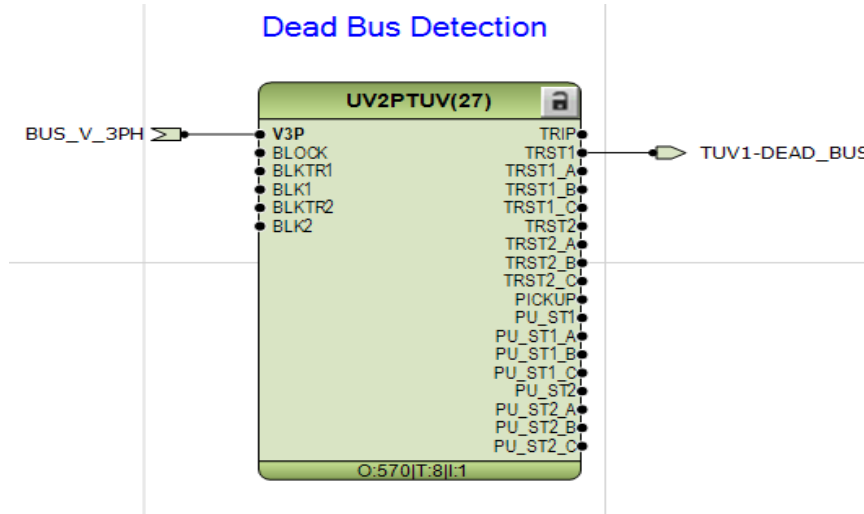 Dead Bus Detection
UV2PTUV(27)
BUS_V_3PH
V3P
BLOCK
BLKTR1
BLK1
BLKTR2
BLK2
TRIP
TRST1
TRST1_A
TRST1_B
TRST1_C
TRST2
TRST2_A
TRST2_B
TRST2_C
PICKUP
PU_ST1
PU_ST1_A
PU_ST1_B
PU_ST1_C
PU_ST2
PU_ST2_A
PU_ST2_B
PU_ST2_C
TUV1-DEAD_BUS
O:570|T:8|I:1